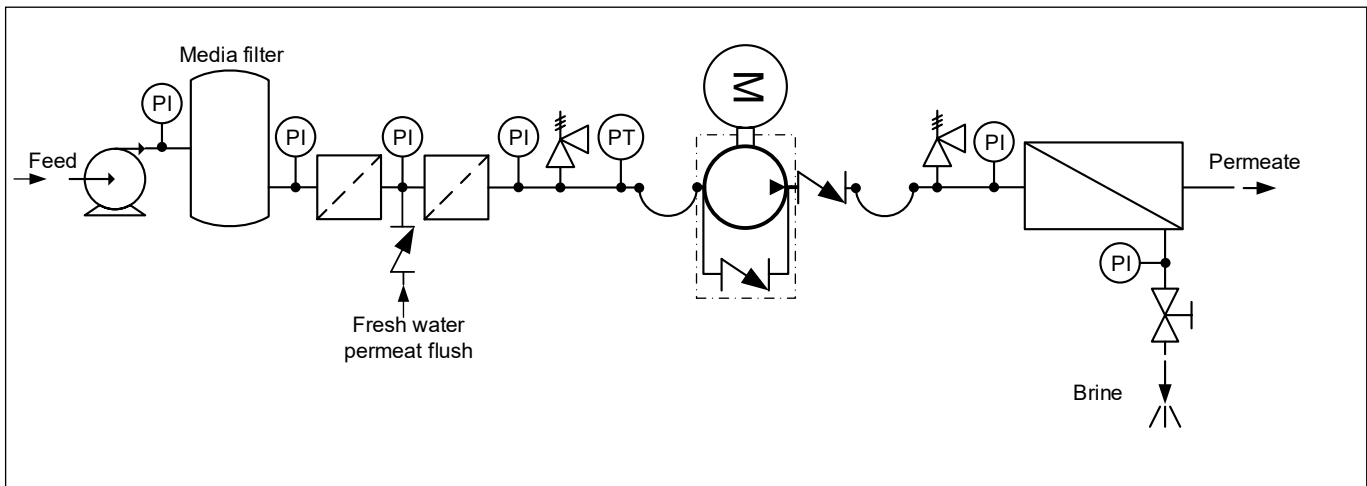 Media filter
PI
PI
PI
PI
PT
M
PI
Feed
Permeate
PI
Fresh water
permeat flush
Brine